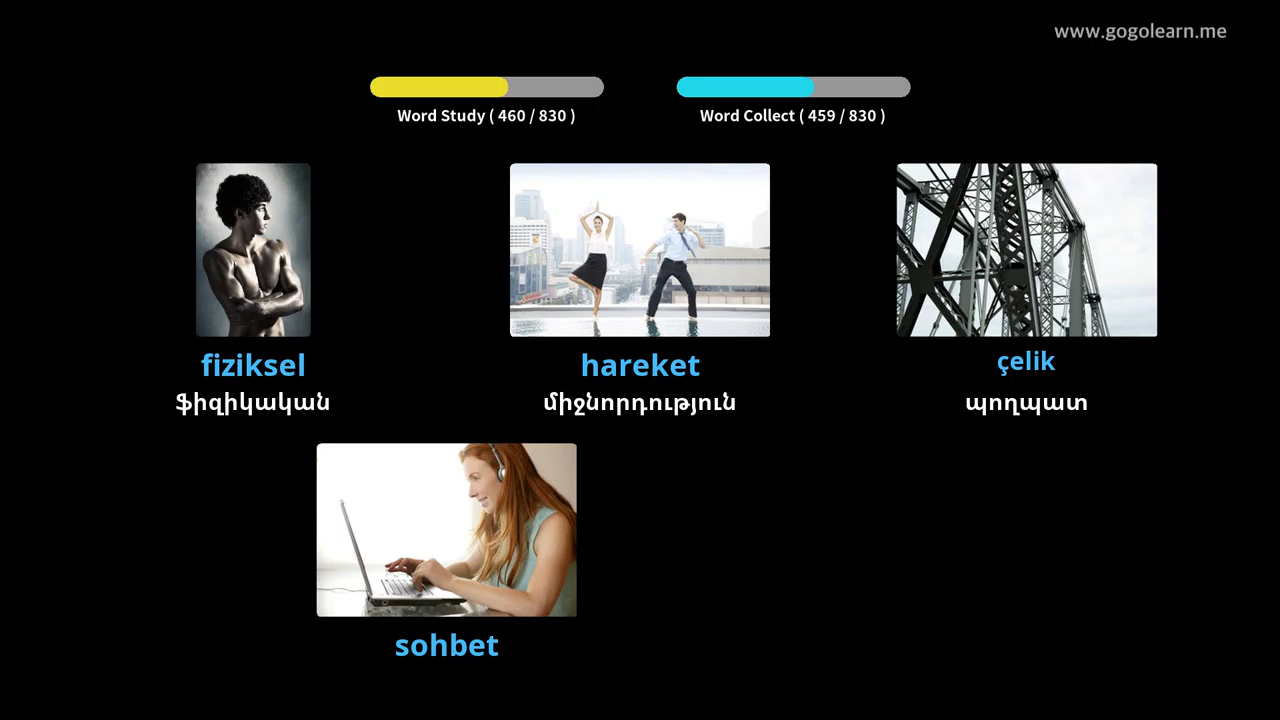 www.gogolearn.me
Word Study ( 460 / 830 )
Word Collect ( 459 / 830 )
fiziksel
ֆիզիկական
hareket
միջնորդություն
çelik
պողպատ
sohbet